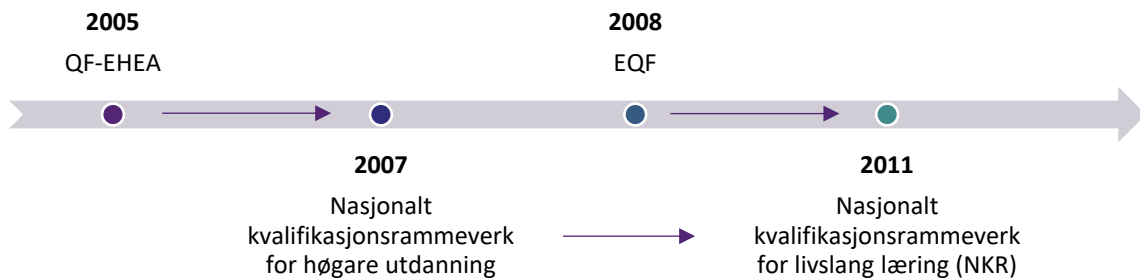 2005
QF-EHEA
2008
EQF
2007
Nasjonalt
kvalifikasjonsrammeverk
for høgare utdanning
2011
Nasjonalt
kvalifikasjonsrammeverk
for livslang læring (NKR)